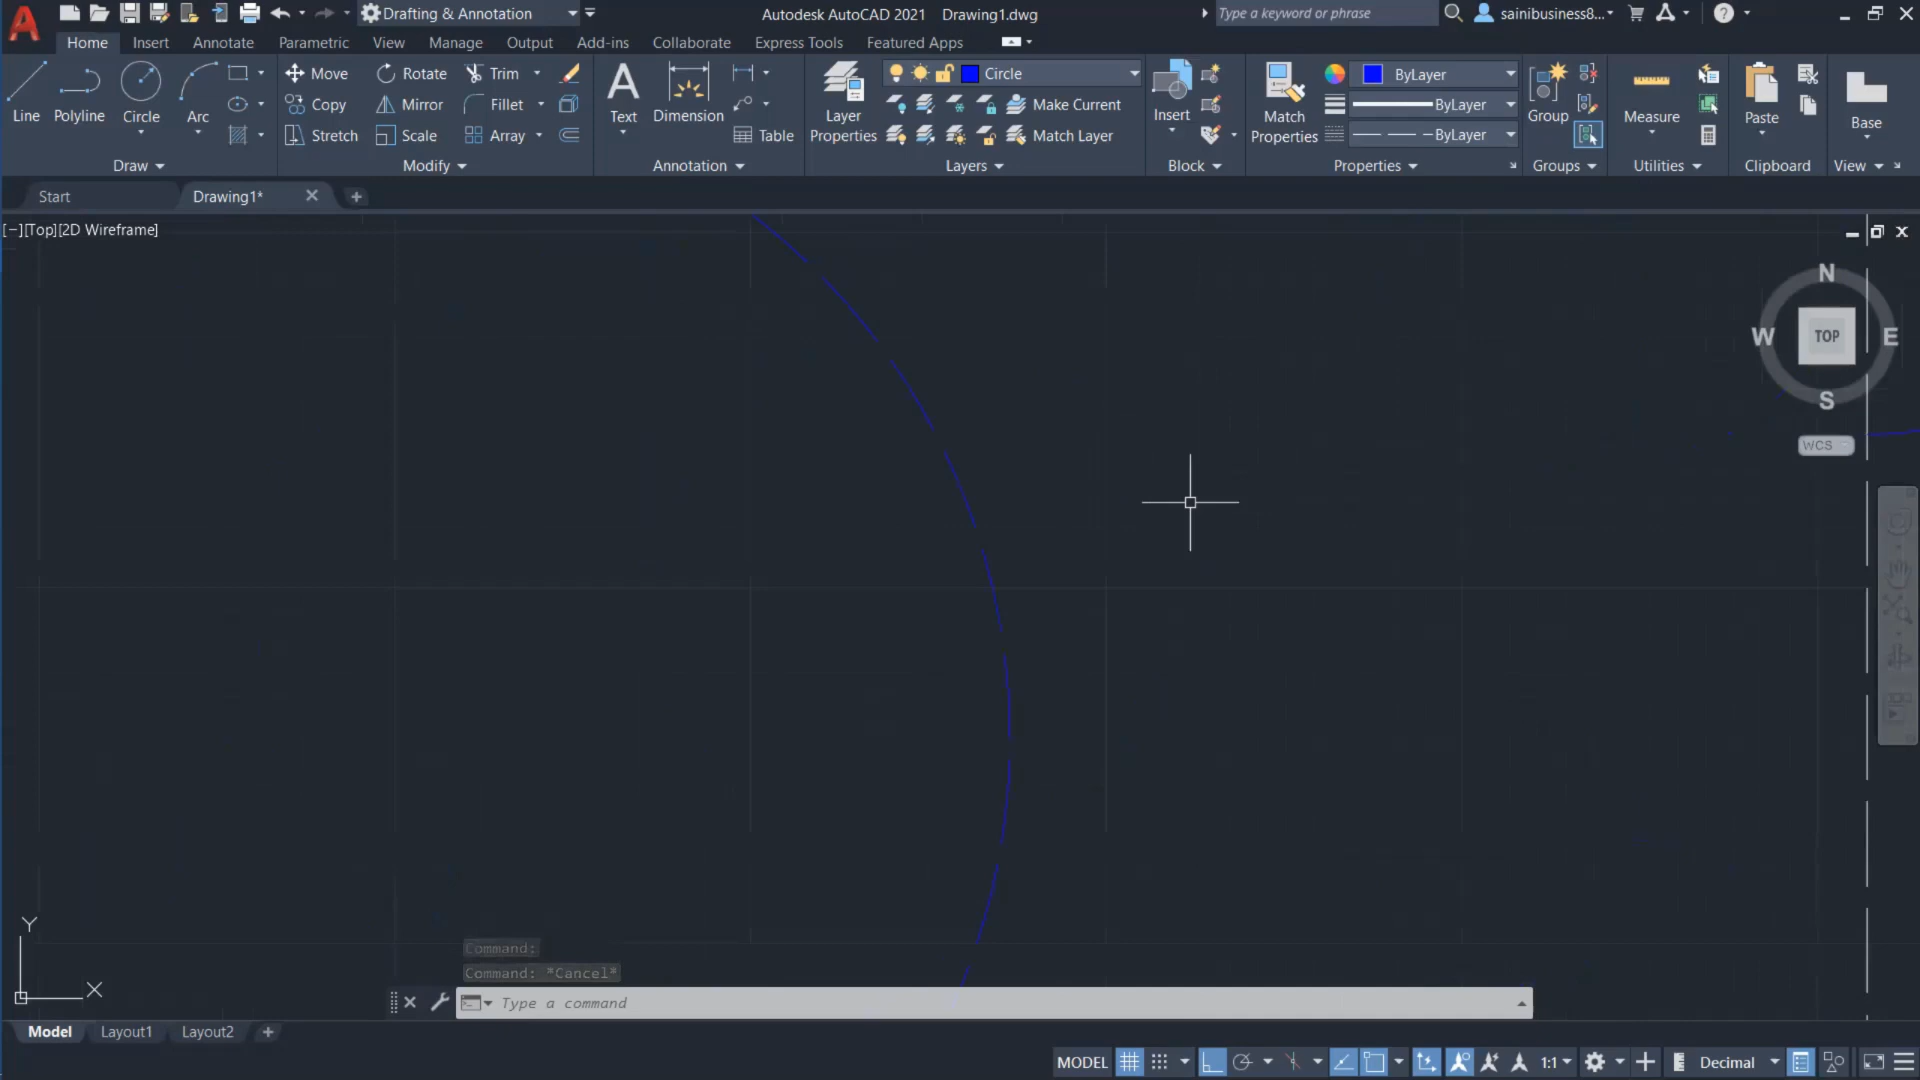 Drafting & Annotation
Autodesk AutoCAD 2021 Drawing1.dwg
Type a keyword or phrase
sainibusiness8...
Home Insert Annotate Parametric View Manage Output Add-ins Collaborate Express Tools Featured Apps
Line Polyline Circle Arc
Move Rotate Trim
Copy Mirror Fillet
Stretch Scale Array
Text Dimension Table
Layer Properties
Circle
Make Current
Match Layer
Insert
Match Properties
ByLayer
ByLayer
ByLayer
Group
Measure
Paste
Base
Draw Modify Annotation Layers Block Properties Groups Utilities Clipboard View
Start Drawing1*
[−][Top][2D Wireframe]
N
W TOP E
S
WCS
Y
X
Command:
Command: *Cancel*
Type a command
Model Layout1 Layout2
MODEL 1:1 Decimal